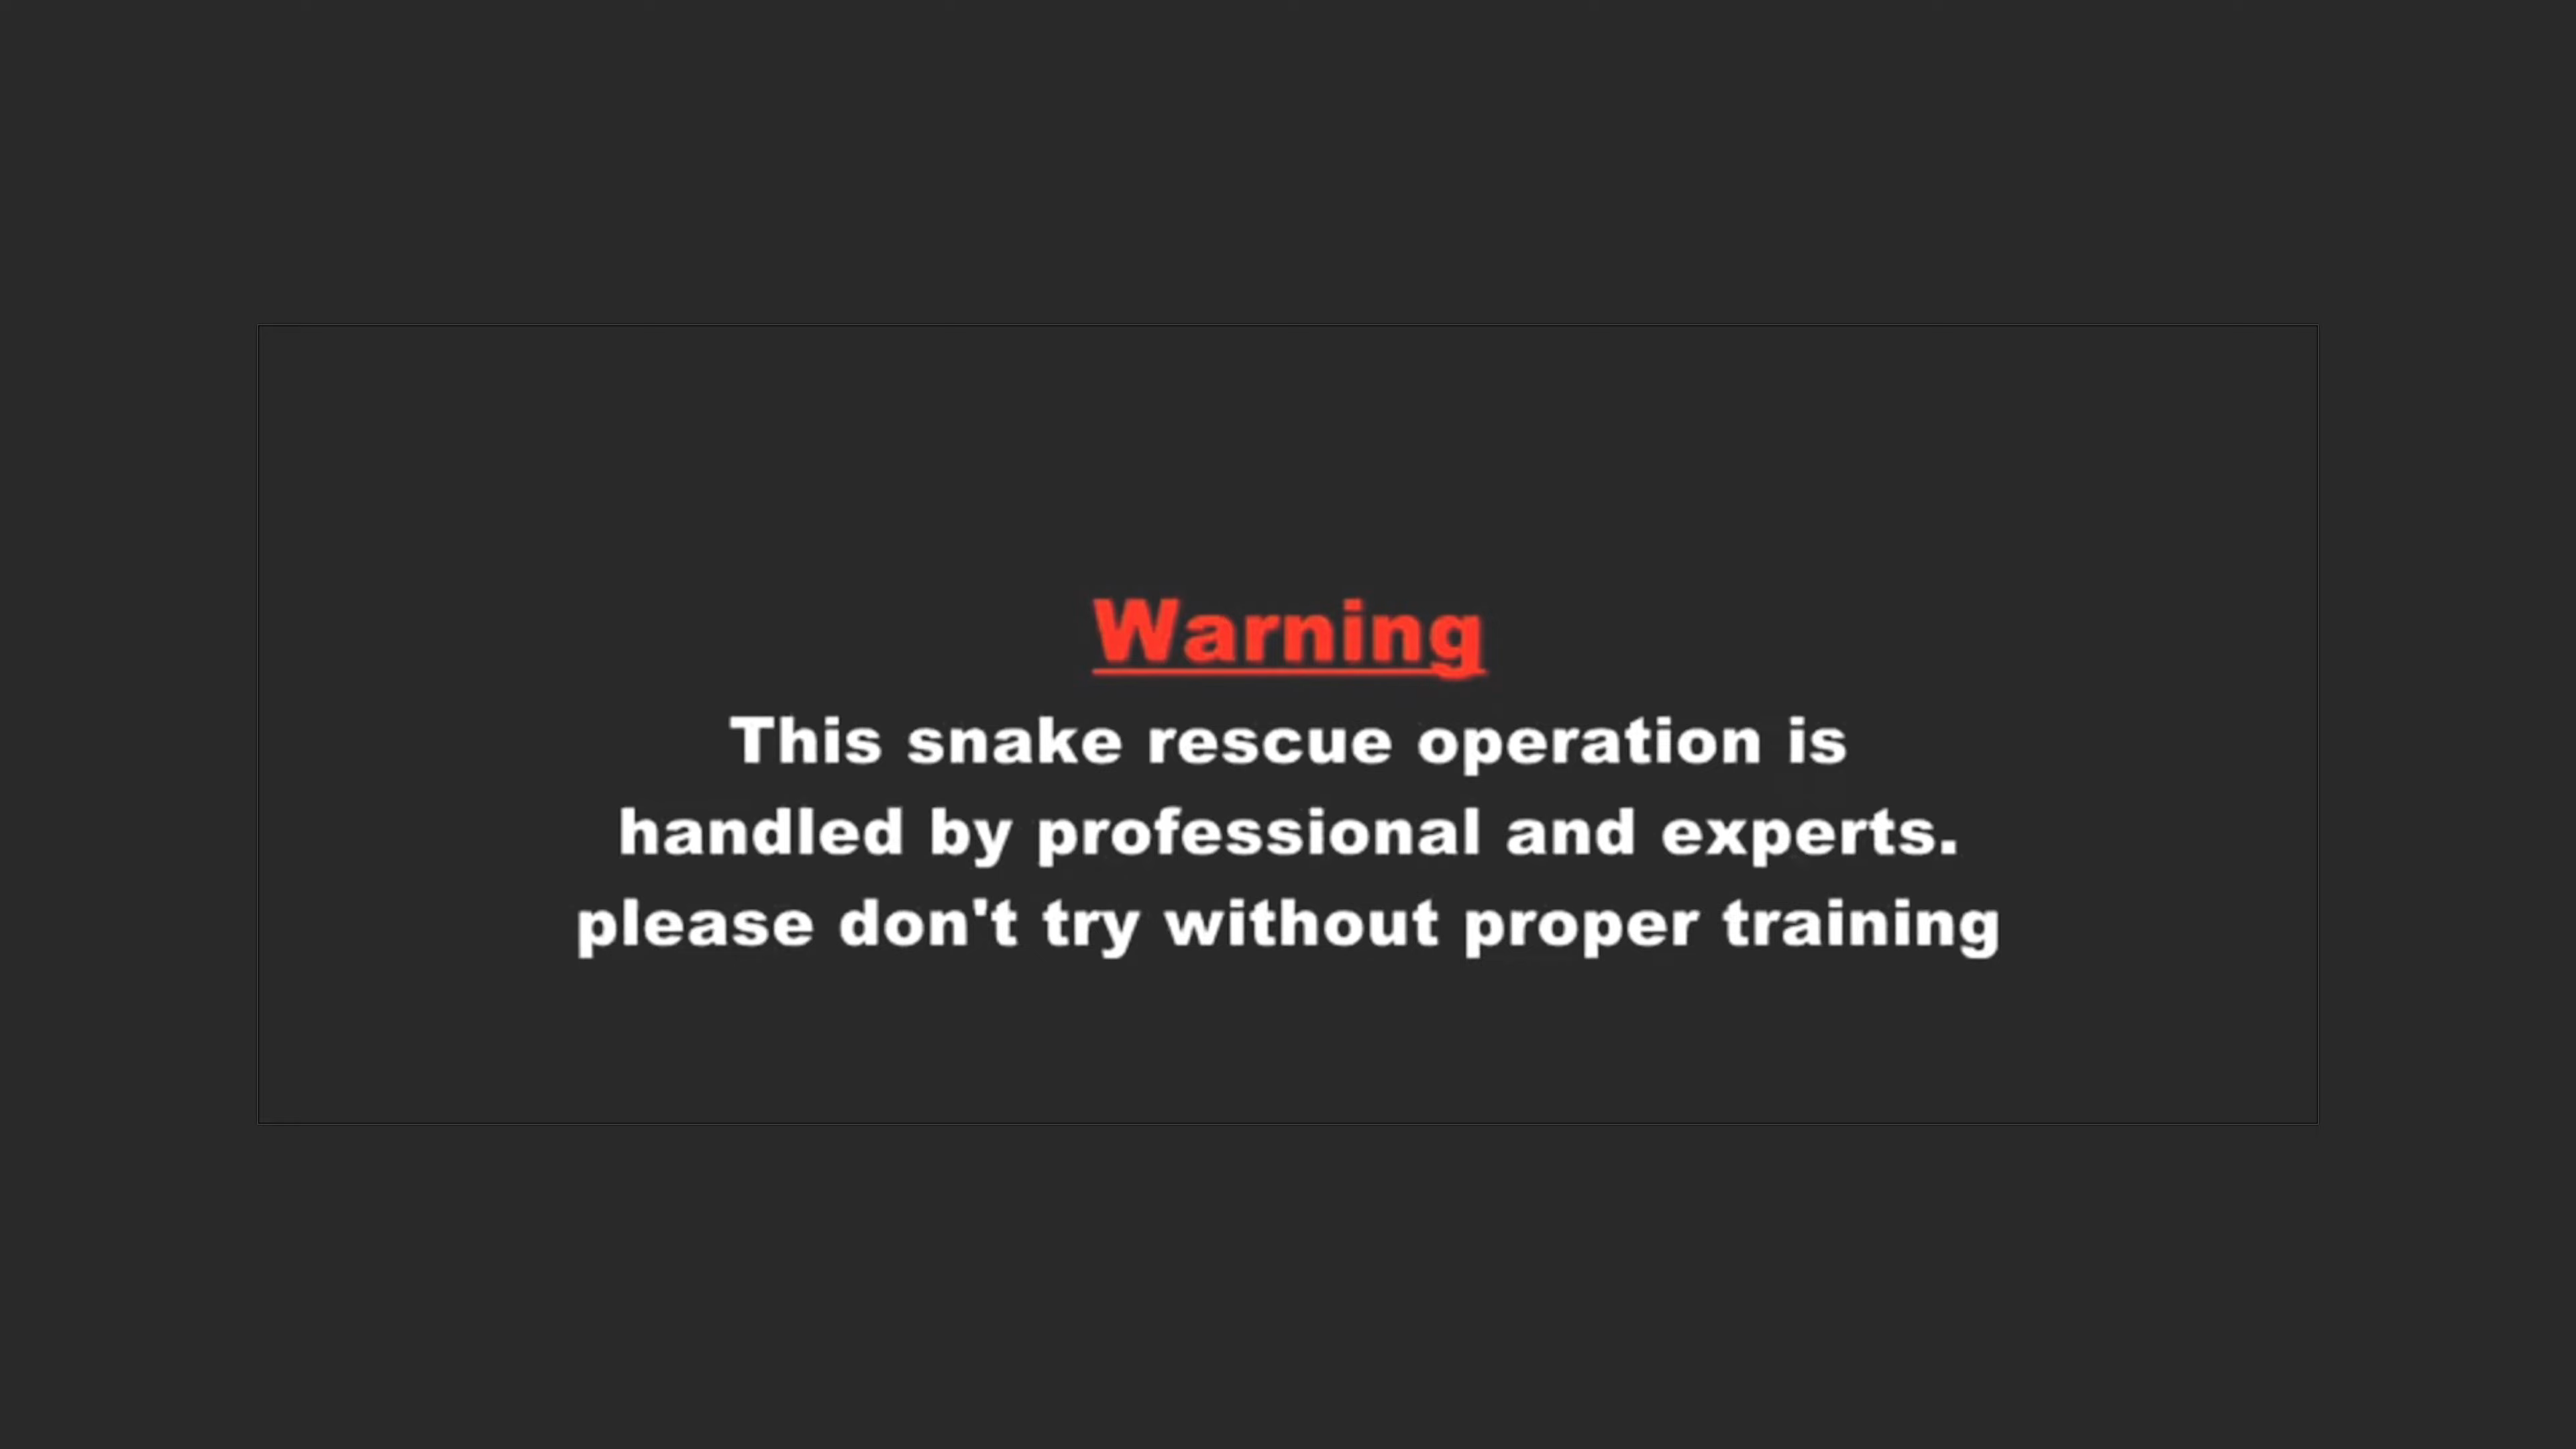 Warning
This snake rescue operation is
handled by professional and experts.
please don't try without proper training